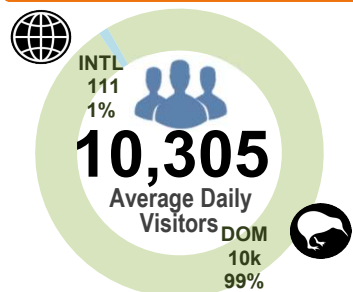 INTL
111
1%
10,305
Average Daily
Visitors
DOM
10k
99%